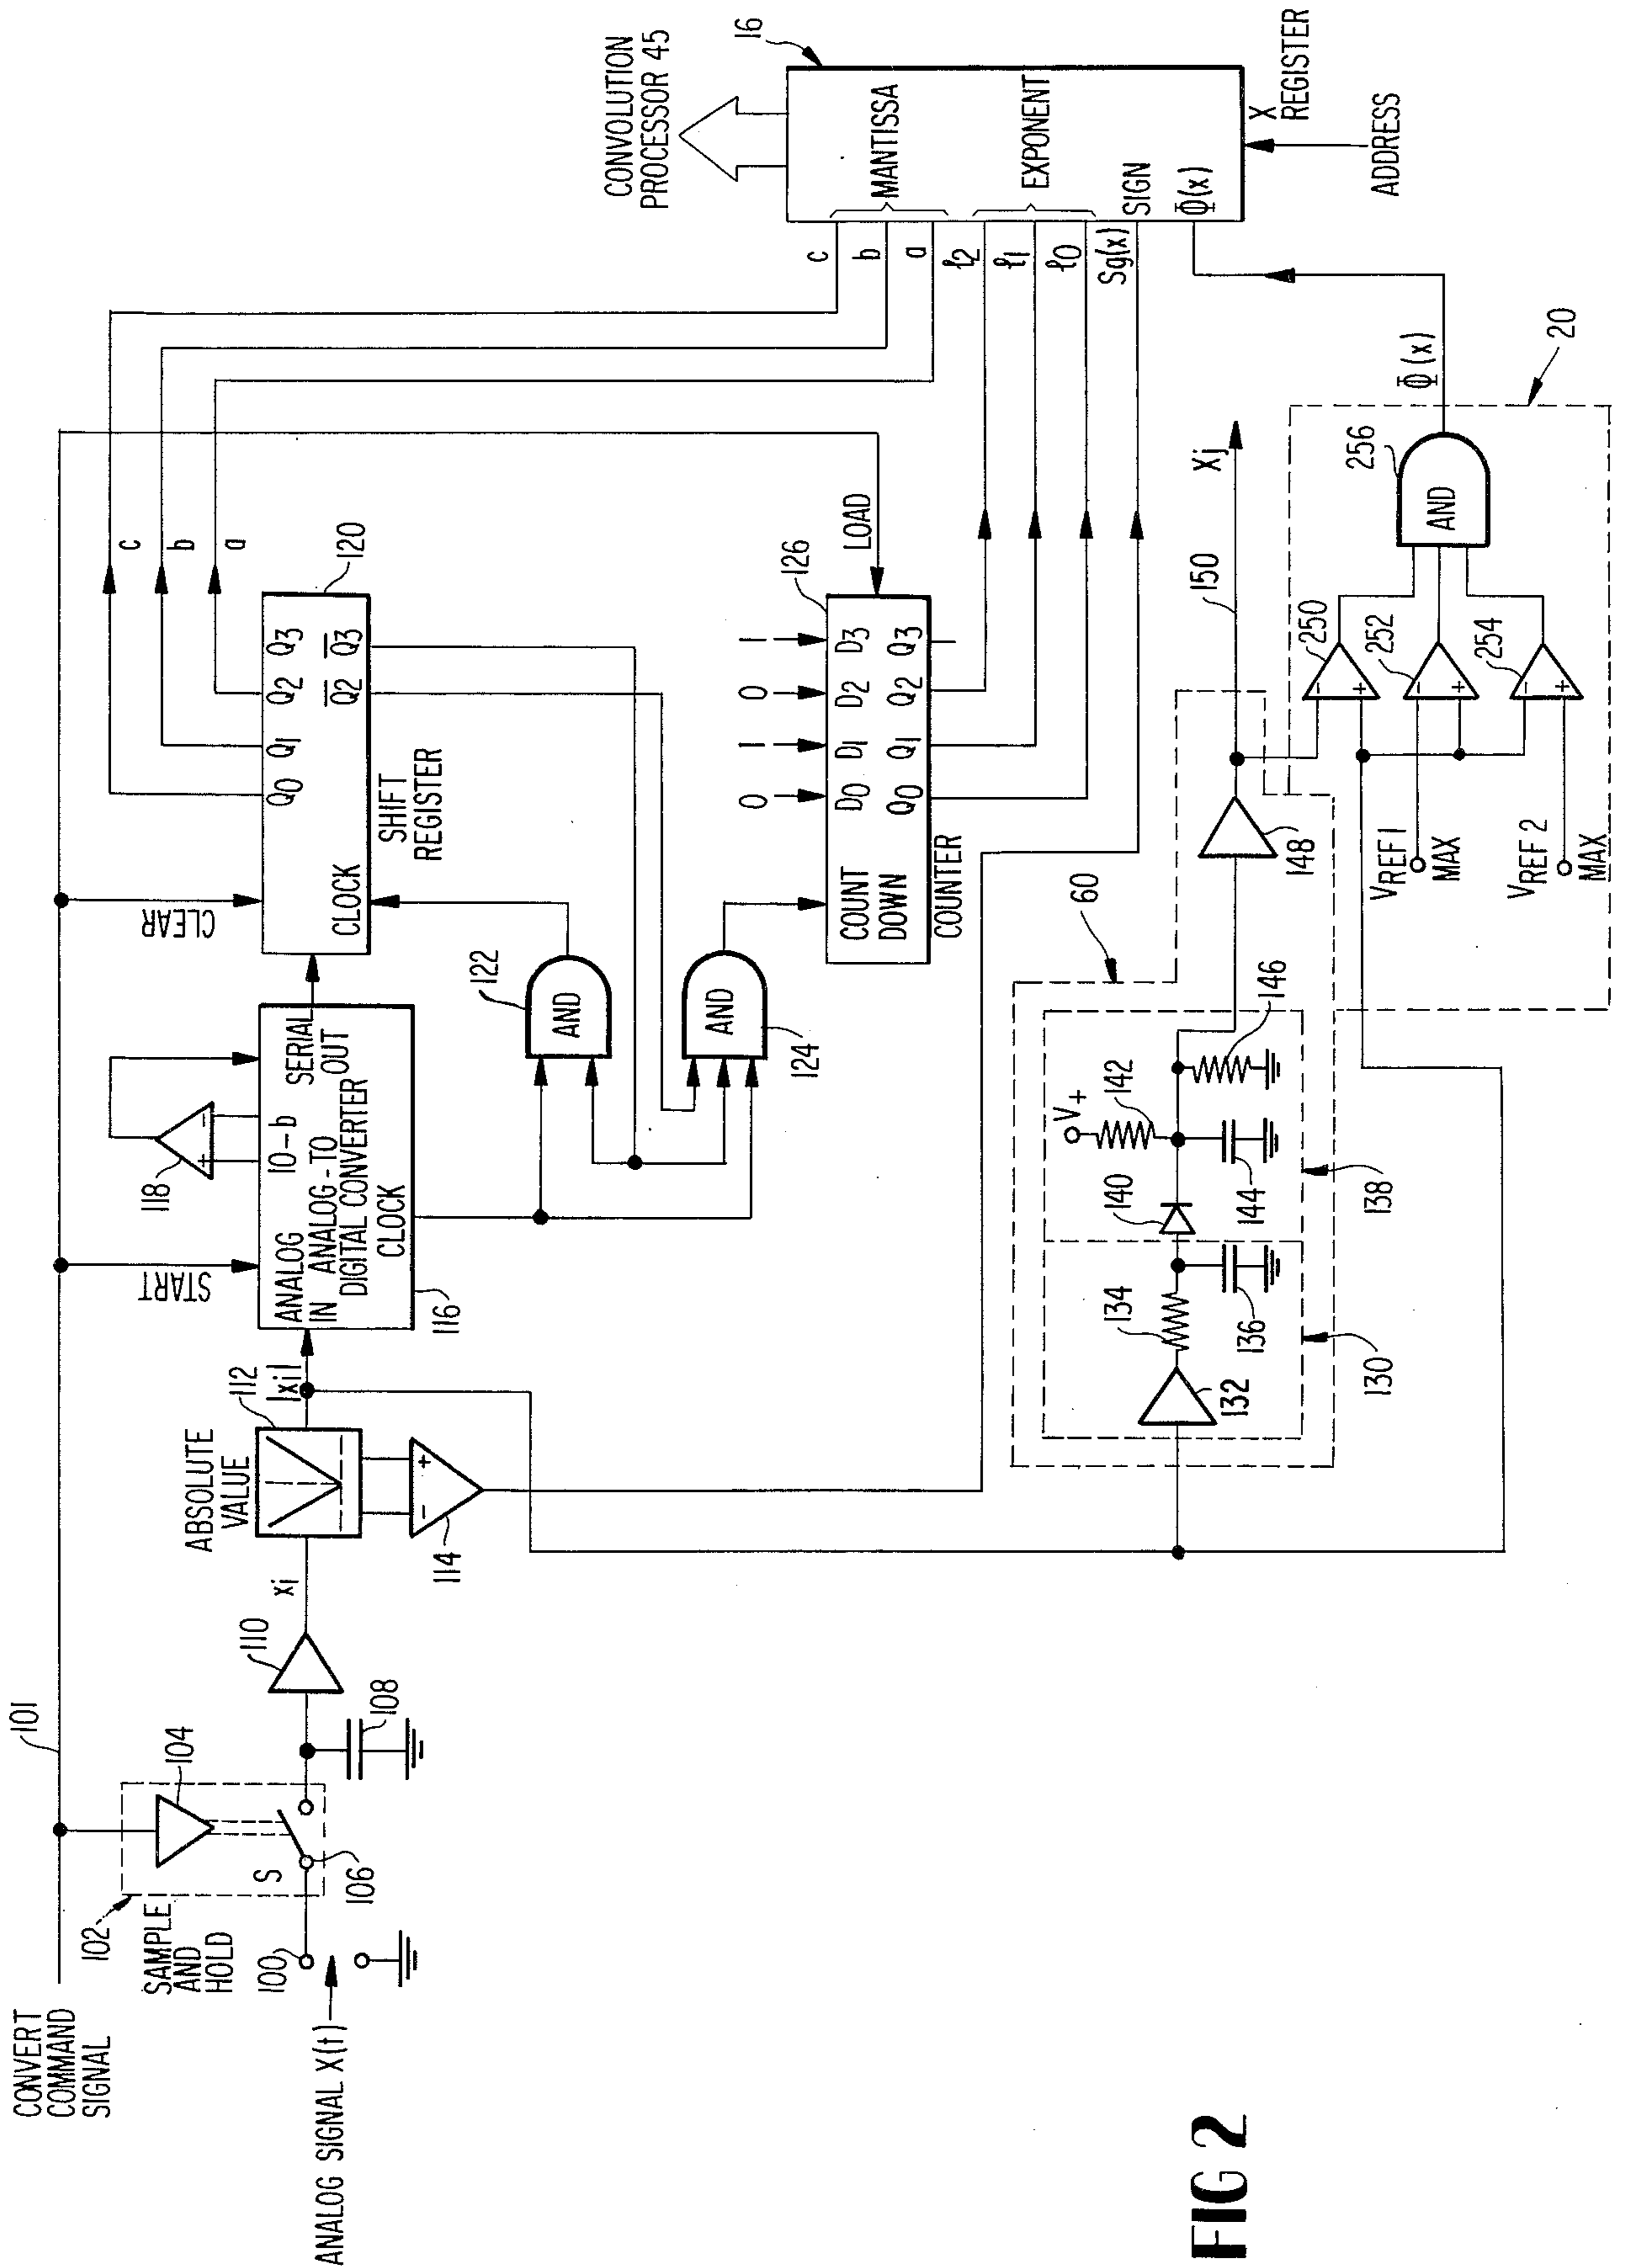 CONVERT
COMMAND
SIGNAL
101
102
SAMPLE
AND
HOLD
104
S
106
100
ANALOG SIGNAL X(t)
108
110
xi
ABSOLUTE
VALUE
112
|xi|
114
START
ANALOG
IN
ANALOG-TO
DIGITAL CONVERTER
CLOCK
10-b
SERIAL
OUT
116
118
CLEAR
CLOCK
Q0 Q1 Q2 Q3
Q̅2̅ Q̅3̅
SHIFT
REGISTER
120
c
b
a
122
AND
AND
124
0 1 0 1
126
D0 D1 D2 D3
COUNT
DOWN
Q0 Q1 Q2 Q3
COUNTER
LOAD
CONVOLUTION
PROCESSOR 45
16
c
b
a
MANTISSA
ℓ2
ℓ1
ℓ0
EXPONENT
Sg(x)
SIGN
Φ(x)
X
REGISTER
ADDRESS
60
132
134
136
130
140
V+
142
144
146
138
148
150
Xj
VREF 1
MAX
VREF 2
MAX
250
252
254
- +
- +
- +
256
AND
Φ(x)
20
FIG 2